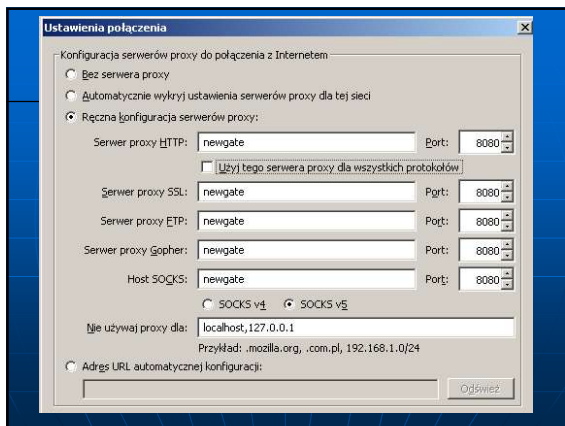 Ustawienia połączenia
Konfiguracja serwerów proxy do połączenia z Internetem
Bez serwera proxy
Automatycznie wykryj ustawienia serwerów proxy dla tej sieci
Ręczna konfiguracja serwerów proxy:
Serwer proxy HTTP: newgate Port: 8080
Użyj tego serwera proxy dla wszystkich protokołów
Serwer proxy SSL: newgate Port: 8080
Serwer proxy FTP: newgate Port: 8080
Serwer proxy Gopher: newgate Port: 8080
Host SOCKS: newgate Port: 8080
SOCKS v4 SOCKS v5
Nie używaj proxy dla: localhost,127.0.0.1
Przykład: .mozilla.org, .com.pl, 192.168.1.0/24
Adres URL automatycznej konfiguracji:
Odśwież